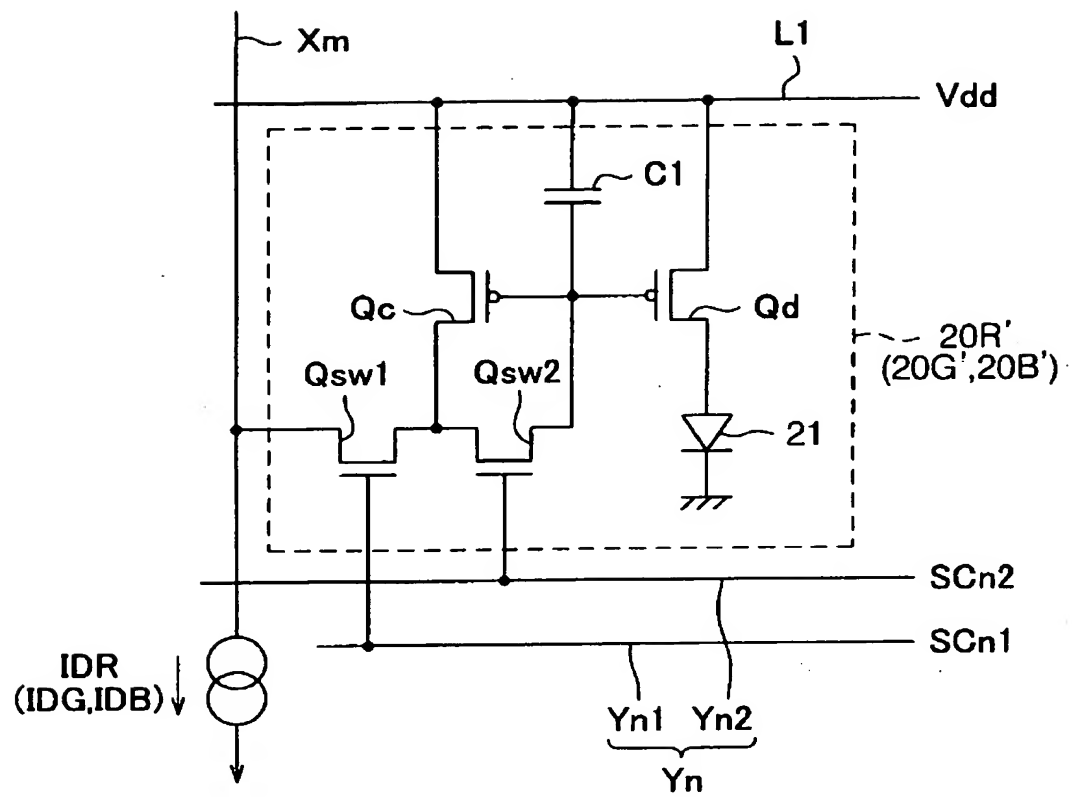 Xm
L1
Vdd
C1
Qc
Qd
20R'
(20G',20B')
Qsw1
Qsw2
21
SCn2
SCn1
IDR
(IDG,IDB)
Yn1 Yn2
Yn